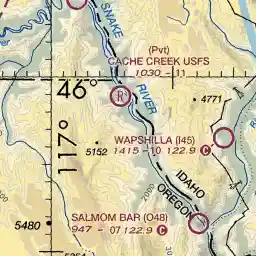 SNAKE
(Pvt)
CACHE CREEK USFS
1030 - 11
46°
R
RIVER
4771
WAPSHILLA (I45)
1415 - 10 122.9 C
117°
5152
IDAHO
2000
OREGON
SALMOM BAR (O48)
5480
947 - 07 122.9 C